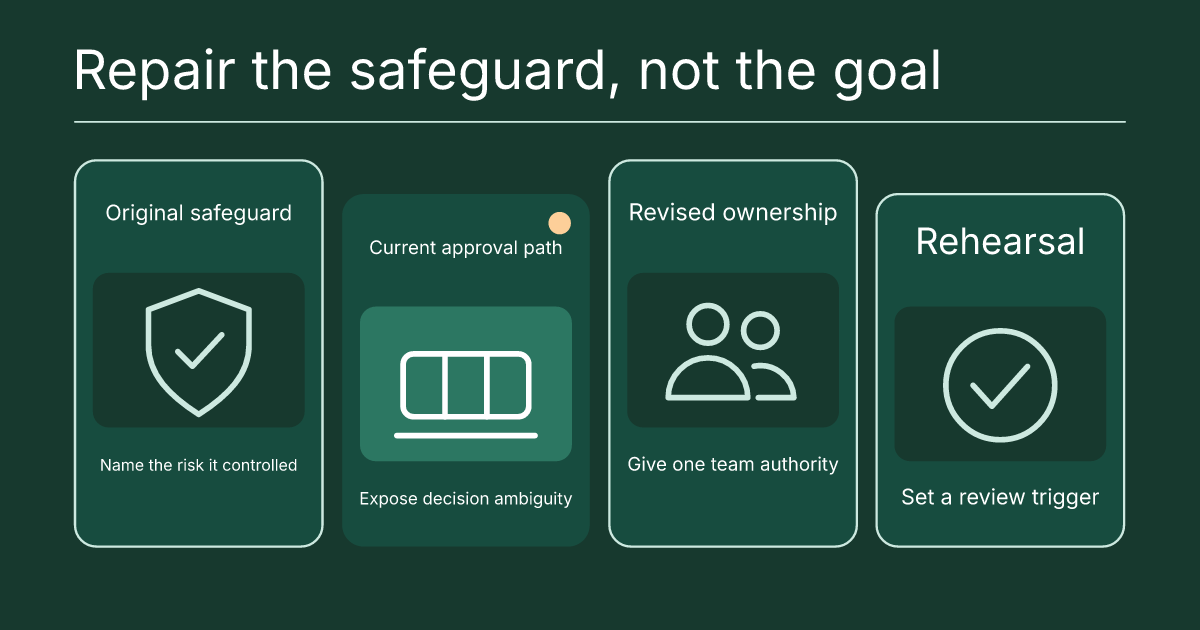 Repair the safeguard, not the goal
Original safeguard
Name the risk it controlled
Current approval path
Expose decision ambiguity
Revised ownership
Give one team authority
Rehearsal
Set a review trigger